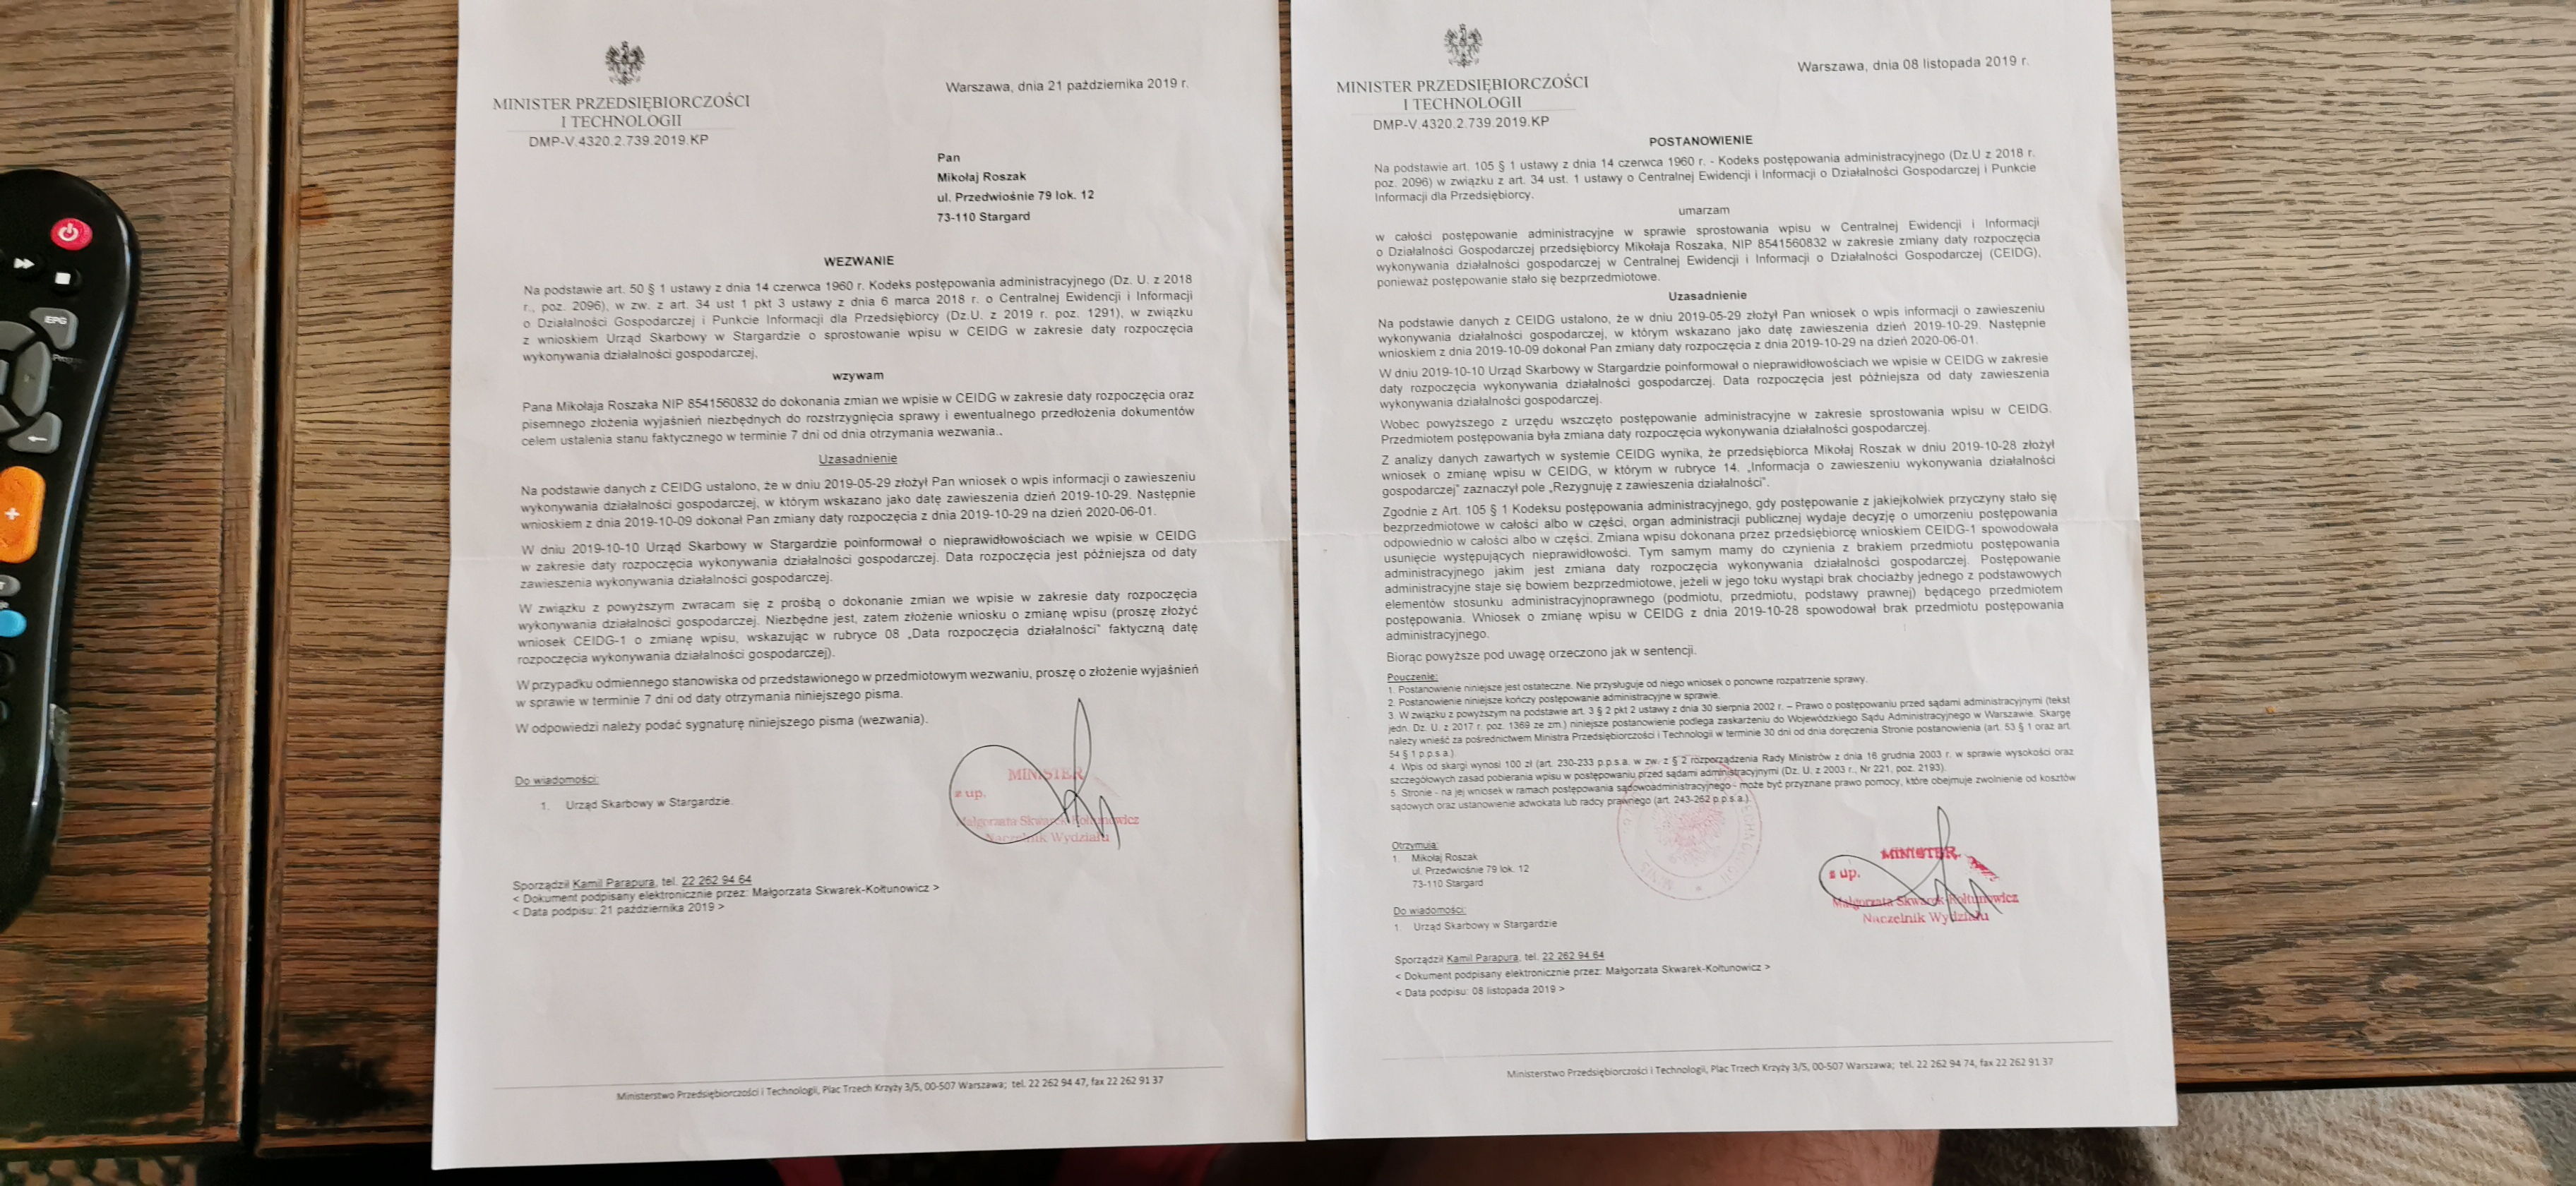 MINISTER PRZEDSIĘBIORCZOŚCI
I TECHNOLOGII
DMP-V.4320.2.739.2019.KP
Warszawa, dnia 21 października 2019 r.
Pan
Mikołaj Roszak
ul. Przedwiośnie 79 lok. 12
73-110 Stargard
WEZWANIE
Na podstawie art. 50 § 1 ustawy z dnia 14 czerwca 1960 r. Kodeks postępowania administracyjnego (Dz. U. z 2018
r., poz. 2096), w zw. z art. 34 ust 1 pkt 3 ustawy z dnia 6 marca 2018 r. o Centralnej Ewidencji i Informacji
o Działalności Gospodarczej i Punkcie Informacji dla Przedsiębiorcy (Dz.U. z 2019 r. poz. 1291), w związku
z wnioskiem Urząd Skarbowy w Stargardzie o sprostowanie wpisu w CEIDG w zakresie daty rozpoczęcia
wykonywania działalności gospodarczej,
wzywam
Pana Mikołaja Roszaka NIP 8541560832 do dokonania zmian we wpisie w CEIDG w zakresie daty rozpoczęcia oraz
pisemnego złożenia wyjaśnień niezbędnych do rozstrzygnięcia sprawy i ewentualnego przedłożenia dokumentów
celem ustalenia stanu faktycznego w terminie 7 dni od dnia otrzymania wezwania..
Uzasadnienie
Na podstawie danych z CEIDG ustalono, że w dniu 2019-05-29 złożył Pan wniosek o wpis informacji o zawieszeniu
wykonywania działalności gospodarczej, w którym wskazano jako datę zawieszenia dzień 2019-10-29. Następnie
wnioskiem z dnia 2019-10-09 dokonał Pan zmiany daty rozpoczęcia z dnia 2019-10-29 na dzień 2020-06-01.
W dniu 2019-10-10 Urząd Skarbowy w Stargardzie poinformował o nieprawidłowościach we wpisie w CEIDG
w zakresie daty rozpoczęcia wykonywania działalności gospodarczej. Data rozpoczęcia jest późniejsza od daty
zawieszenia wykonywania działalności gospodarczej.
W związku z powyższym zwracam się z prośbą o dokonanie zmian we wpisie w zakresie daty rozpoczęcia
wykonywania działalności gospodarczej. Niezbędne jest, zatem złożenie wniosku o zmianę wpisu (proszę złożyć
wniosek CEIDG-1 o zmianę wpisu, wskazując w rubryce 08 „Data rozpoczęcia działalności” faktyczną datę
rozpoczęcia wykonywania działalności gospodarczej).
W przypadku odmiennego stanowiska od przedstawionego w przedmiotowym wezwaniu, proszę o złożenie wyjaśnień
w sprawie w terminie 7 dni od daty otrzymania niniejszego pisma.
W odpowiedzi należy podać sygnaturę niniejszego pisma (wezwania).
Do wiadomości:
1. Urząd Skarbowy w Stargardzie.
MINISTER
z up.
Małgorzata Skwarek-Kołtunowicz
Naczelnik Wydziału
Sporządził Kamil Parapura, tel. 22 262 94 64
< Dokument podpisany elektronicznie przez: Małgorzata Skwarek-Kołtunowicz >
< Data podpisu: 21 października 2019 >
Ministerstwo Przedsiębiorczości i Technologii, Plac Trzech Krzyży 3/5, 00-507 Warszawa; tel. 22 262 94 47, fax 22 262 91 37
MINISTER PRZEDSIĘBIORCZOŚCI
I TECHNOLOGII
DMP-V.4320.2.739.2019.KP
Warszawa, dnia 08 listopada 2019 r.
POSTANOWIENIE
Na podstawie art. 105 § 1 ustawy z dnia 14 czerwca 1960 r. - Kodeks postępowania administracyjnego (Dz.U z 2018 r.
poz. 2096) w związku z art. 34 ust. 1 ustawy o Centralnej Ewidencji i Informacji o Działalności Gospodarczej i Punkcie
Informacji dla Przedsiębiorcy.
umarzam
w całości postępowanie administracyjne w sprawie sprostowania wpisu w Centralnej Ewidencji i Informacji
o Działalności Gospodarczej przedsiębiorcy Mikołaja Roszaka, NIP 8541560832 w zakresie zmiany daty rozpoczęcia
wykonywania działalności gospodarczej w Centralnej Ewidencji i Informacji o Działalności Gospodarczej (CEIDG),
ponieważ postępowanie stało się bezprzedmiotowe.
Uzasadnienie
Na podstawie danych z CEIDG ustalono, że w dniu 2019-05-29 złożył Pan wniosek o wpis informacji o zawieszeniu
wykonywania działalności gospodarczej, w którym wskazano jako datę zawieszenia dzień 2019-10-29. Następnie
wnioskiem z dnia 2019-10-09 dokonał Pan zmiany daty rozpoczęcia z dnia 2019-10-29 na dzień 2020-06-01.
W dniu 2019-10-10 Urząd Skarbowy w Stargardzie poinformował o nieprawidłowościach we wpisie w CEIDG w zakresie
daty rozpoczęcia wykonywania działalności gospodarczej. Data rozpoczęcia jest późniejsza od daty zawieszenia
wykonywania działalności gospodarczej.
Wobec powyższego z urzędu wszczęto postępowanie administracyjne w zakresie sprostowania wpisu w CEIDG.
Przedmiotem postępowania była zmiana daty rozpoczęcia wykonywania działalności gospodarczej.
Z analizy danych zawartych w systemie CEIDG wynika, że przedsiębiorca Mikołaj Roszak w dniu 2019-10-28 złożył
wniosek o zmianę wpisu w CEIDG, w którym w rubryce 14. „Informacja o zawieszeniu wykonywania działalności
gospodarczej” zaznaczył pole „Rezygnuję z zawieszenia działalności”.
Zgodnie z Art. 105 § 1 Kodeksu postępowania administracyjnego, gdy postępowanie z jakiejkolwiek przyczyny stało się
bezprzedmiotowe w całości albo w części, organ administracji publicznej wydaje decyzję o umorzeniu postępowania
odpowiednio w całości albo w części. Zmiana wpisu dokonana przez przedsiębiorcę wnioskiem CEIDG-1 spowodowała
usunięcie występujących nieprawidłowości. Tym samym mamy do czynienia z brakiem przedmiotu postępowania
administracyjnego jakim jest zmiana daty rozpoczęcia wykonywania działalności gospodarczej. Postępowanie
administracyjne staje się bowiem bezprzedmiotowe, jeżeli w jego toku wystąpi brak chociażby jednego z podstawowych
elementów stosunku administracyjnoprawnego (podmiotu, przedmiotu, podstawy prawnej) będącego przedmiotem
postępowania. Wniosek o zmianę wpisu w CEIDG z dnia 2019-10-28 spowodował brak przedmiotu postępowania
administracyjnego.
Biorąc powyższe pod uwagę orzeczono jak w sentencji.
Pouczenie:
1. Postanowienie niniejsze jest ostateczne. Nie przysługuje od niego wniosek o ponowne rozpatrzenie sprawy.
2. Postanowienie niniejsze kończy postępowanie administracyjne w sprawie.
3. W związku z powyższym na podstawie art. 3 § 2 pkt 2 ustawy z dnia 30 sierpnia 2002 r. – Prawo o postępowaniu przed sądami administracyjnymi (tekst
jedn. Dz. U. z 2017 r. poz. 1369 ze zm.) niniejsze postanowienie podlega zaskarżeniu do Wojewódzkiego Sądu Administracyjnego w Warszawie. Skargę
należy wnieść za pośrednictwem Ministra Przedsiębiorczości i Technologii w terminie 30 dni od dnia doręczenia Stronie postanowienia (art. 53 § 1 oraz art.
54 § 1 p.p.s.a.)
4. Wpis od skargi wynosi 100 zł (art. 230-233 p.p.s.a. w zw. z § 2 rozporządzenia Rady Ministrów z dnia 16 grudnia 2003 r. w sprawie wysokości oraz
szczegółowych zasad pobierania wpisu w postępowaniu przed sądami administracyjnymi (Dz. U. z 2003 r., Nr 221, poz. 2193).
5. Stronie - na jej wniosek w ramach postępowania sądowoadministracyjnego - może być przyznane prawo pomocy, które obejmuje zwolnienie od kosztów
sądowych oraz ustanowienie adwokata lub radcy prawnego (art. 243-262 p.p.s.a.).
Otrzymują:
1. Mikołaj Roszak
ul. Przedwiośnie 79 lok. 12
73-110 Stargard
Do wiadomości:
1. Urząd Skarbowy w Stargardzie
MINISTER
z up.
Małgorzata Skwarek-Kołtunowicz
Naczelnik Wydziału
Sporządził Kamil Parapura, tel. 22 262 94 64
< Dokument podpisany elektronicznie przez: Małgorzata Skwarek-Kołtunowicz >
< Data podpisu: 08 listopada 2019 >
Ministerstwo Przedsiębiorczości i Technologii, Plac Trzech Krzyży 3/5, 00-507 Warszawa; tel. 22 262 94 74, fax 22 262 91 37
EPG